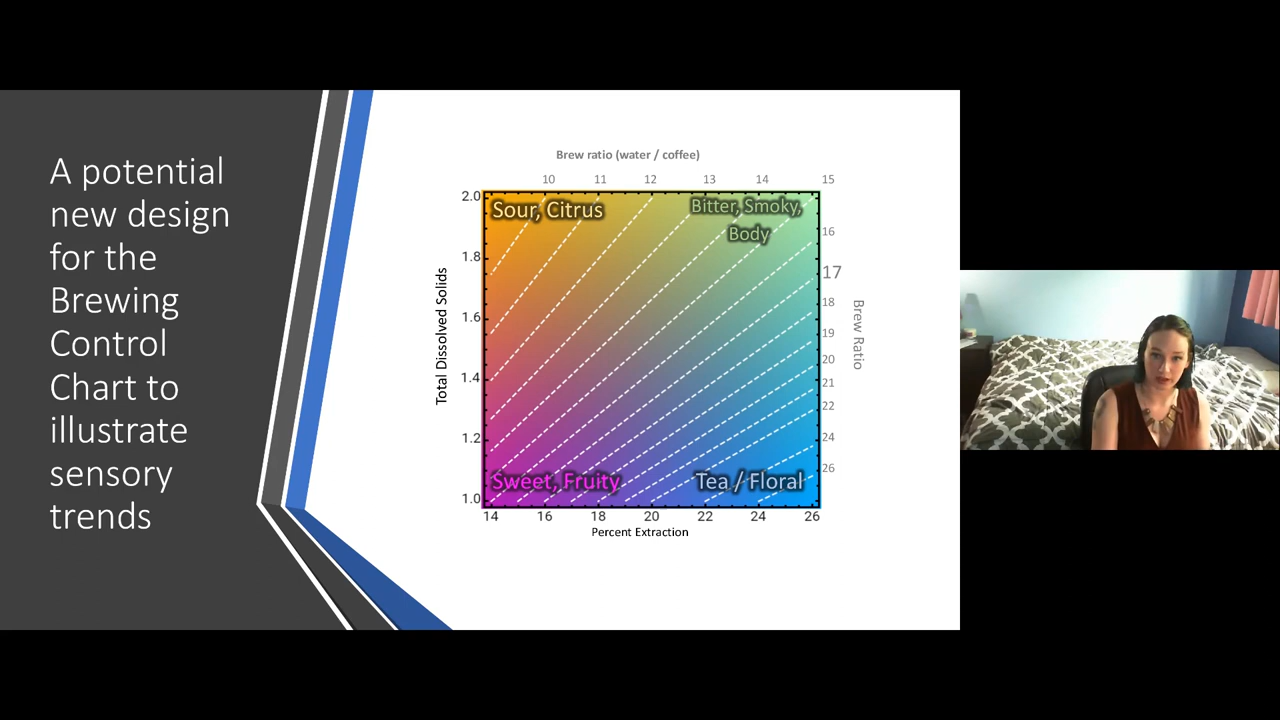 A potential
new design
for the
Brewing
Control
Chart to
illustrate
sensory
trends
Brew ratio (water / coffee)
10 11 12 13 14 15
2.0
1.8
1.6
1.4
1.2
1.0
Total Dissolved Solids
Sour, Citrus
Bitter, Smoky,
Body
Sweet, Fruity
Tea / Floral
16
17
18
19
20
21
22
24
26
Brew Ratio
14 16 18 20 22 24 26
Percent Extraction